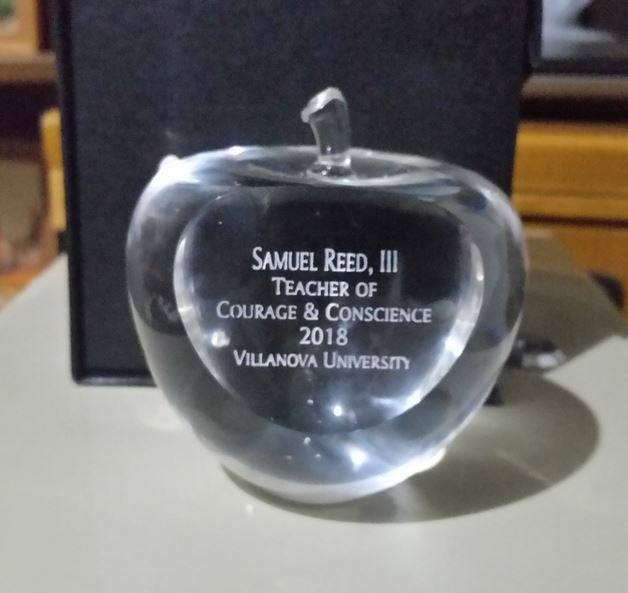 SAMUEL REED, III
TEACHER OF
COURAGE & CONSCIENCE
2018
VILLANOVA UNIVERSITY